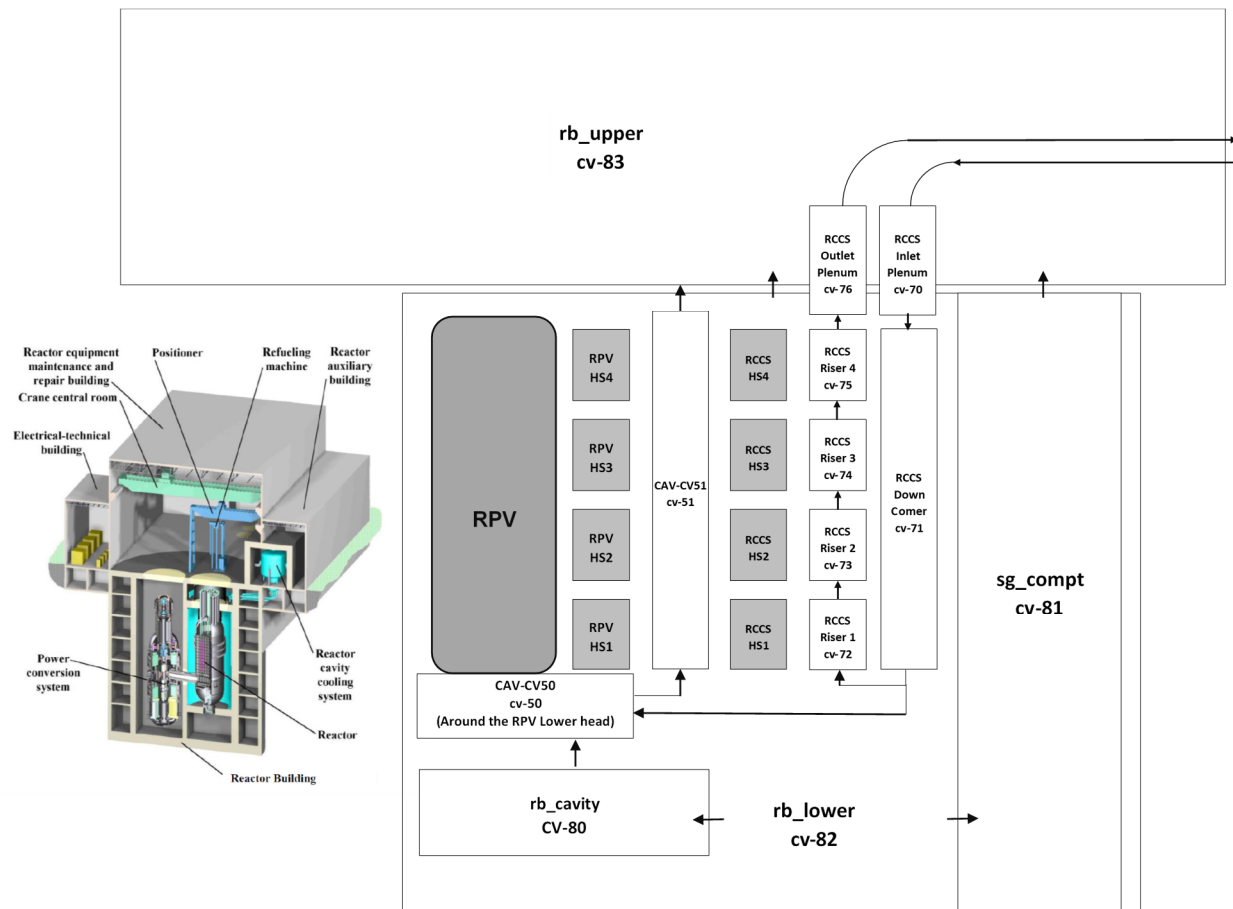 rb_upper
cv-83
RCCS
Outlet
Plenum
cv-76
RCCS
Inlet
Plenum
cv-70
RPV
RPV
HS4
RPV
HS3
RPV
HS2
RPV
HS1
CAV-CV51
cv-51
RCCS
HS4
RCCS
HS3
RCCS
HS2
RCCS
HS1
RCCS
Riser 4
cv-75
RCCS
Riser 3
cv-74
RCCS
Riser 2
cv-73
RCCS
Riser 1
cv-72
RCCS
Down
Comer
cv-71
sg_compt
cv-81
CAV-CV50
cv-50
(Around the RPV Lower head)
rb_cavity
CV-80
rb_lower
cv-82
Reactor equipment
maintenance and
repair building
Crane central room
Positioner
Refueling
machine
Reactor
auxiliary
building
Electrical-technical
building
Power
conversion
system
Reactor
cavity
cooling
system
Reactor
Reactor Building